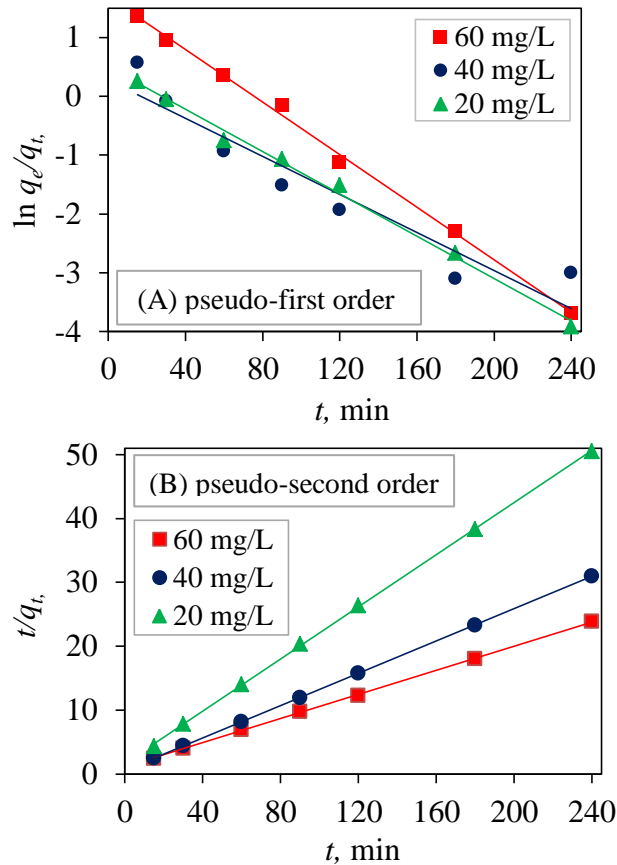 1
0
-1
-2
-3
-4
ln qe/qt,
60 mg/L
40 mg/L
20 mg/L
(A) pseudo-first order
0 40 80 120 160 200 240
t, min
50
40
30
20
10
0
t/qt,
(B) pseudo-second order
60 mg/L
40 mg/L
20 mg/L
0 40 80 120 160 200 240
t, min